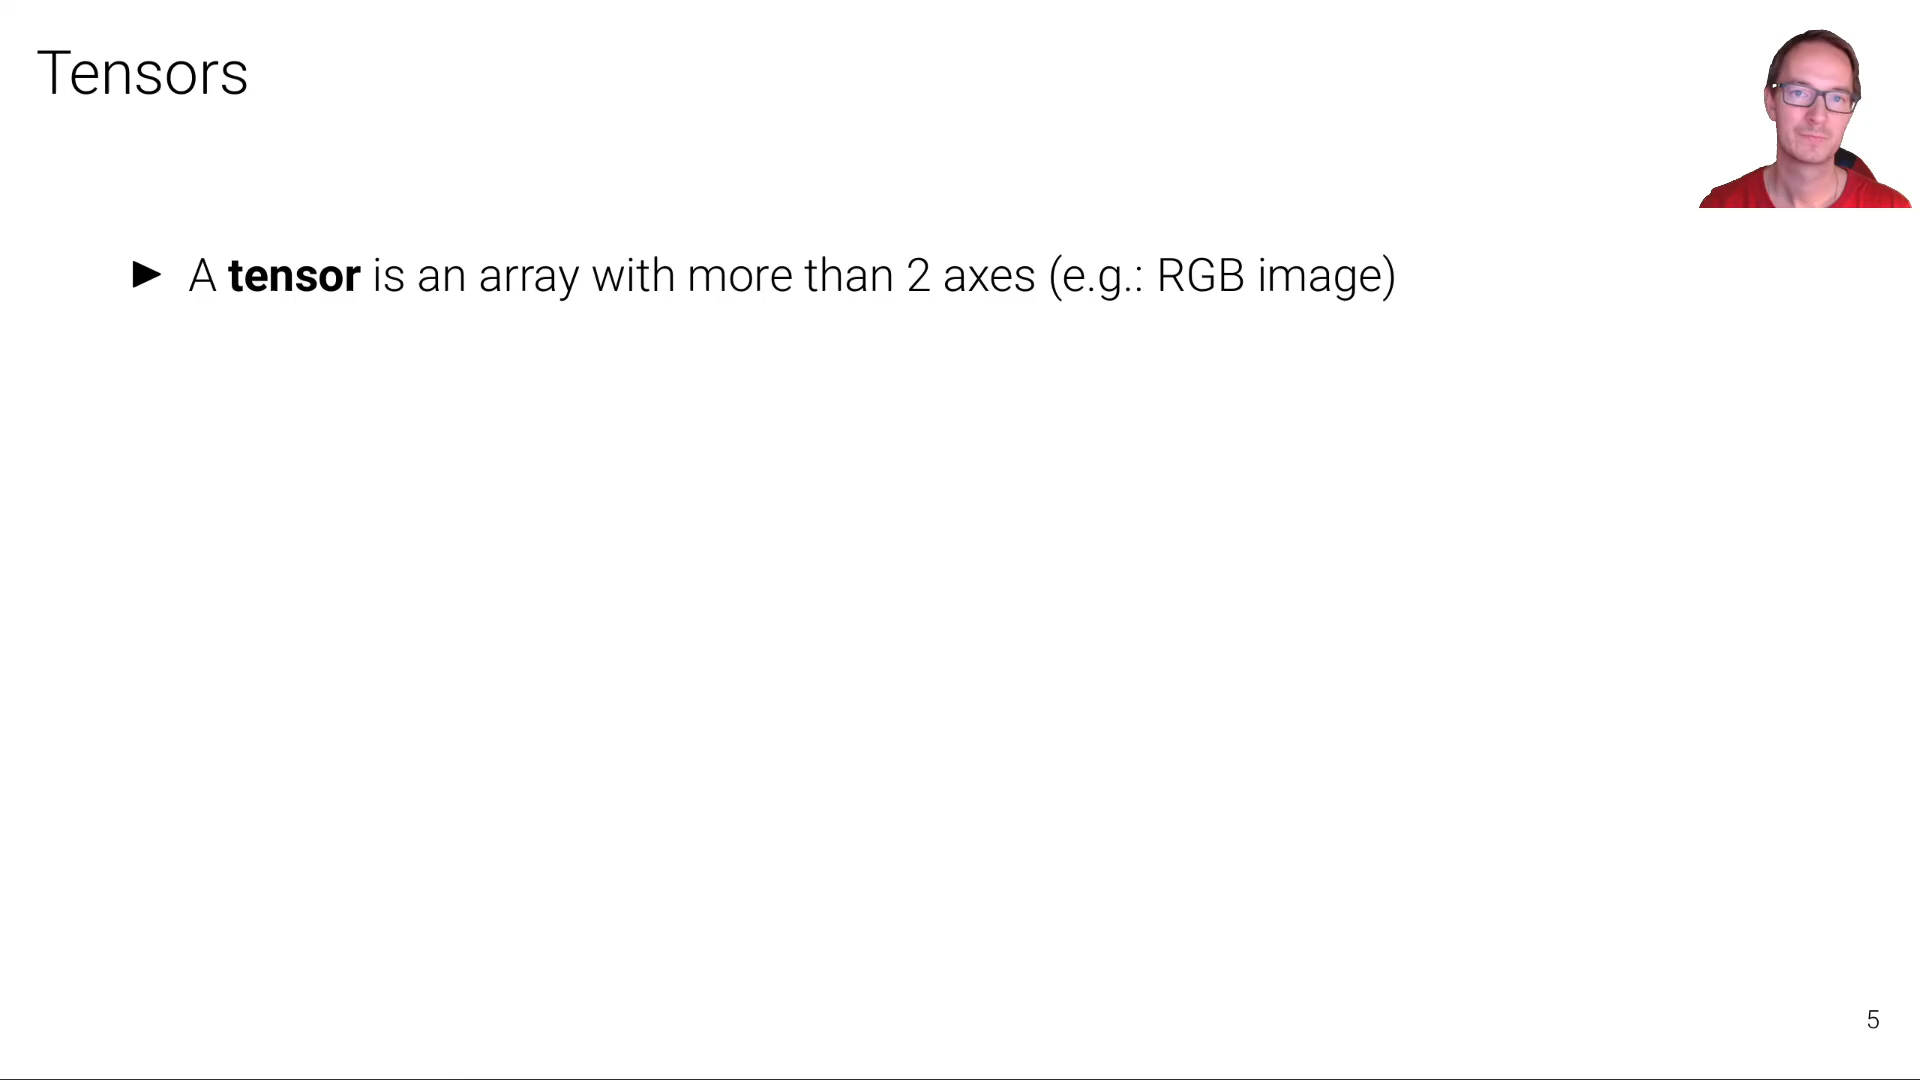 Tensors
► A tensor is an array with more than 2 axes (e.g.: RGB image)
5